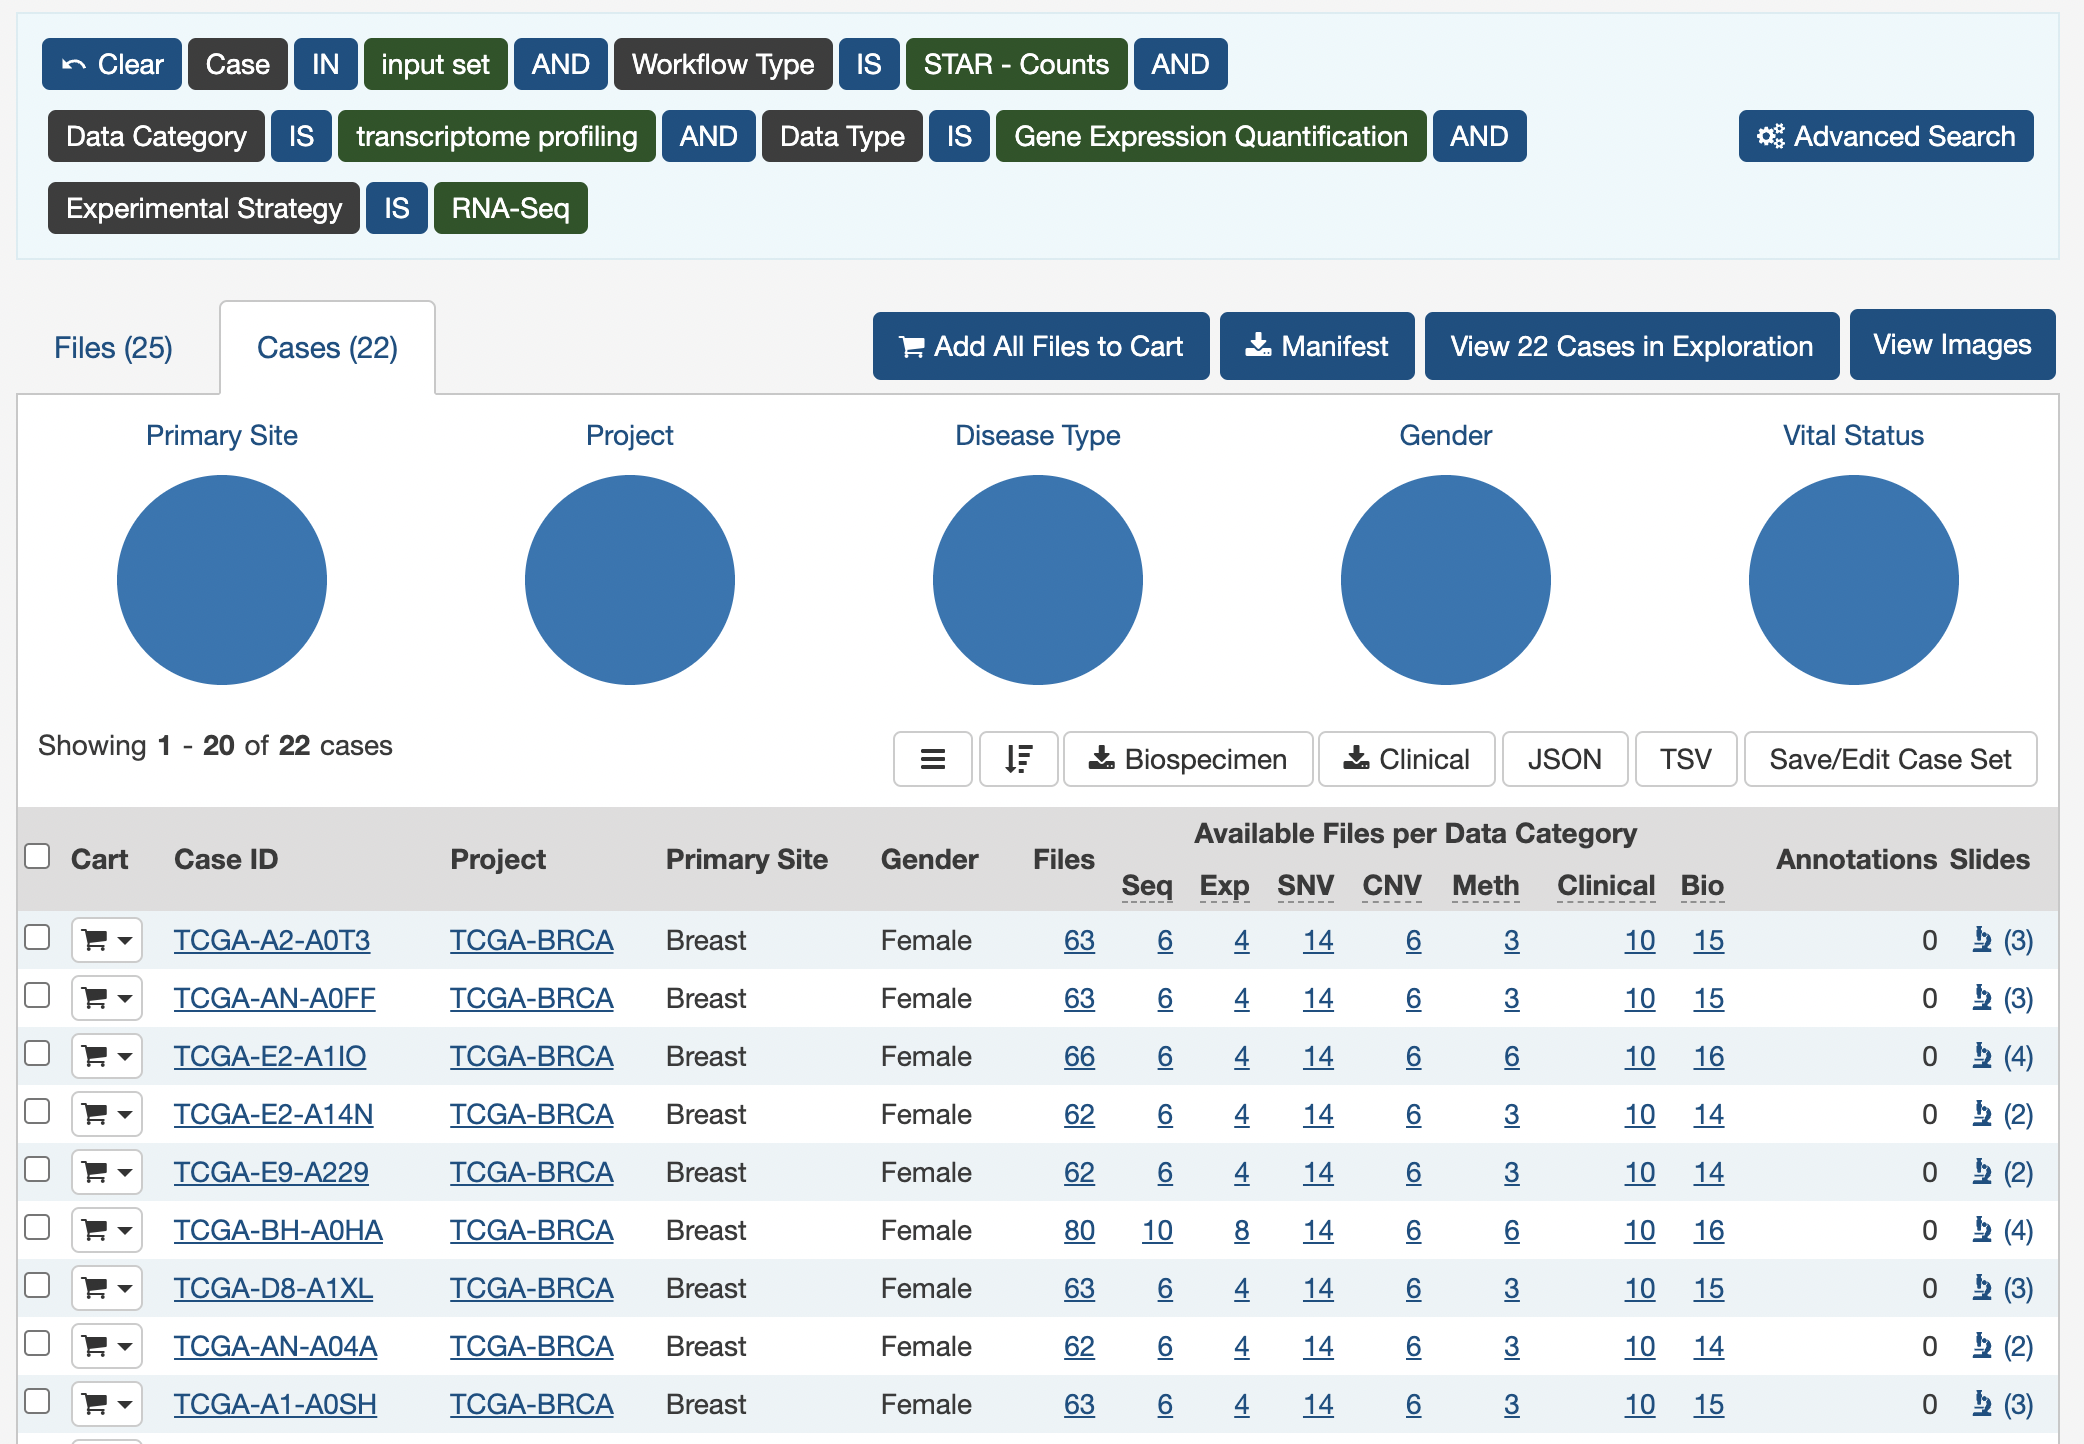 Clear Case IN input set AND Workflow Type IS STAR - Counts AND
Data Category IS transcriptome profiling AND Data Type IS Gene Expression Quantification AND
Advanced Search
Experimental Strategy IS RNA-Seq
Files (25) Cases (22) Add All Files to Cart Manifest View 22 Cases in Exploration View Images
Primary Site Project Disease Type Gender Vital Status
Showing 1 - 20 of 22 cases Biospecimen Clinical JSON TSV Save/Edit Case Set
Available Files per Data Category
Cart Case ID Project Primary Site Gender Files Annotations Slides
Seq Exp SNV CNV Meth Clinical Bio
TCGA-A2-A0T3 TCGA-BRCA Breast Female 63 6 4 14 6 3 10 15 0 (3)
TCGA-AN-A0FF TCGA-BRCA Breast Female 63 6 4 14 6 3 10 15 0 (3)
TCGA-E2-A1IO TCGA-BRCA Breast Female 66 6 4 14 6 6 10 16 0 (4)
TCGA-E2-A14N TCGA-BRCA Breast Female 62 6 4 14 6 3 10 14 0 (2)
TCGA-E9-A229 TCGA-BRCA Breast Female 62 6 4 14 6 3 10 14 0 (2)
TCGA-BH-A0HA TCGA-BRCA Breast Female 80 10 8 14 6 6 10 16 0 (4)
TCGA-D8-A1XL TCGA-BRCA Breast Female 63 6 4 14 6 3 10 15 0 (3)
TCGA-AN-A04A TCGA-BRCA Breast Female 62 6 4 14 6 3 10 14 0 (2)
TCGA-A1-A0SH TCGA-BRCA Breast Female 63 6 4 14 6 3 10 15 0 (3)